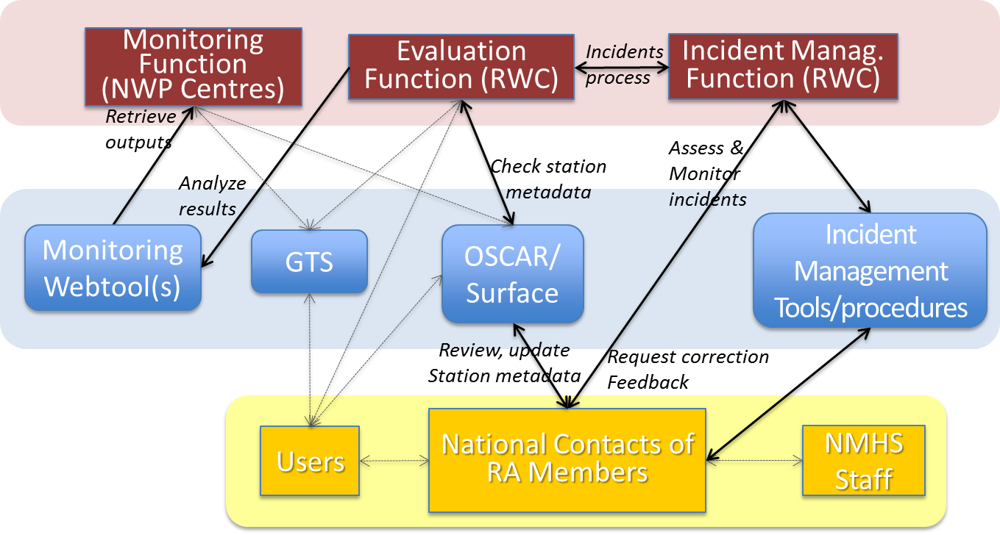 Monitoring
Function
(NWP Centres)
Evaluation
Function (RWC)
Incidents
process
Incident Manag.
Function (RWC)
Retrieve
outputs
Analyze
results
Check station
metadata
Assess &
Monitor
incidents
Monitoring
Webtool(s)
GTS
OSCAR/
Surface
Incident
Management
Tools/procedures
Review, update
Station metadata
Request correction
Feedback
Users
National Contacts of
RA Members
NMHS
Staff